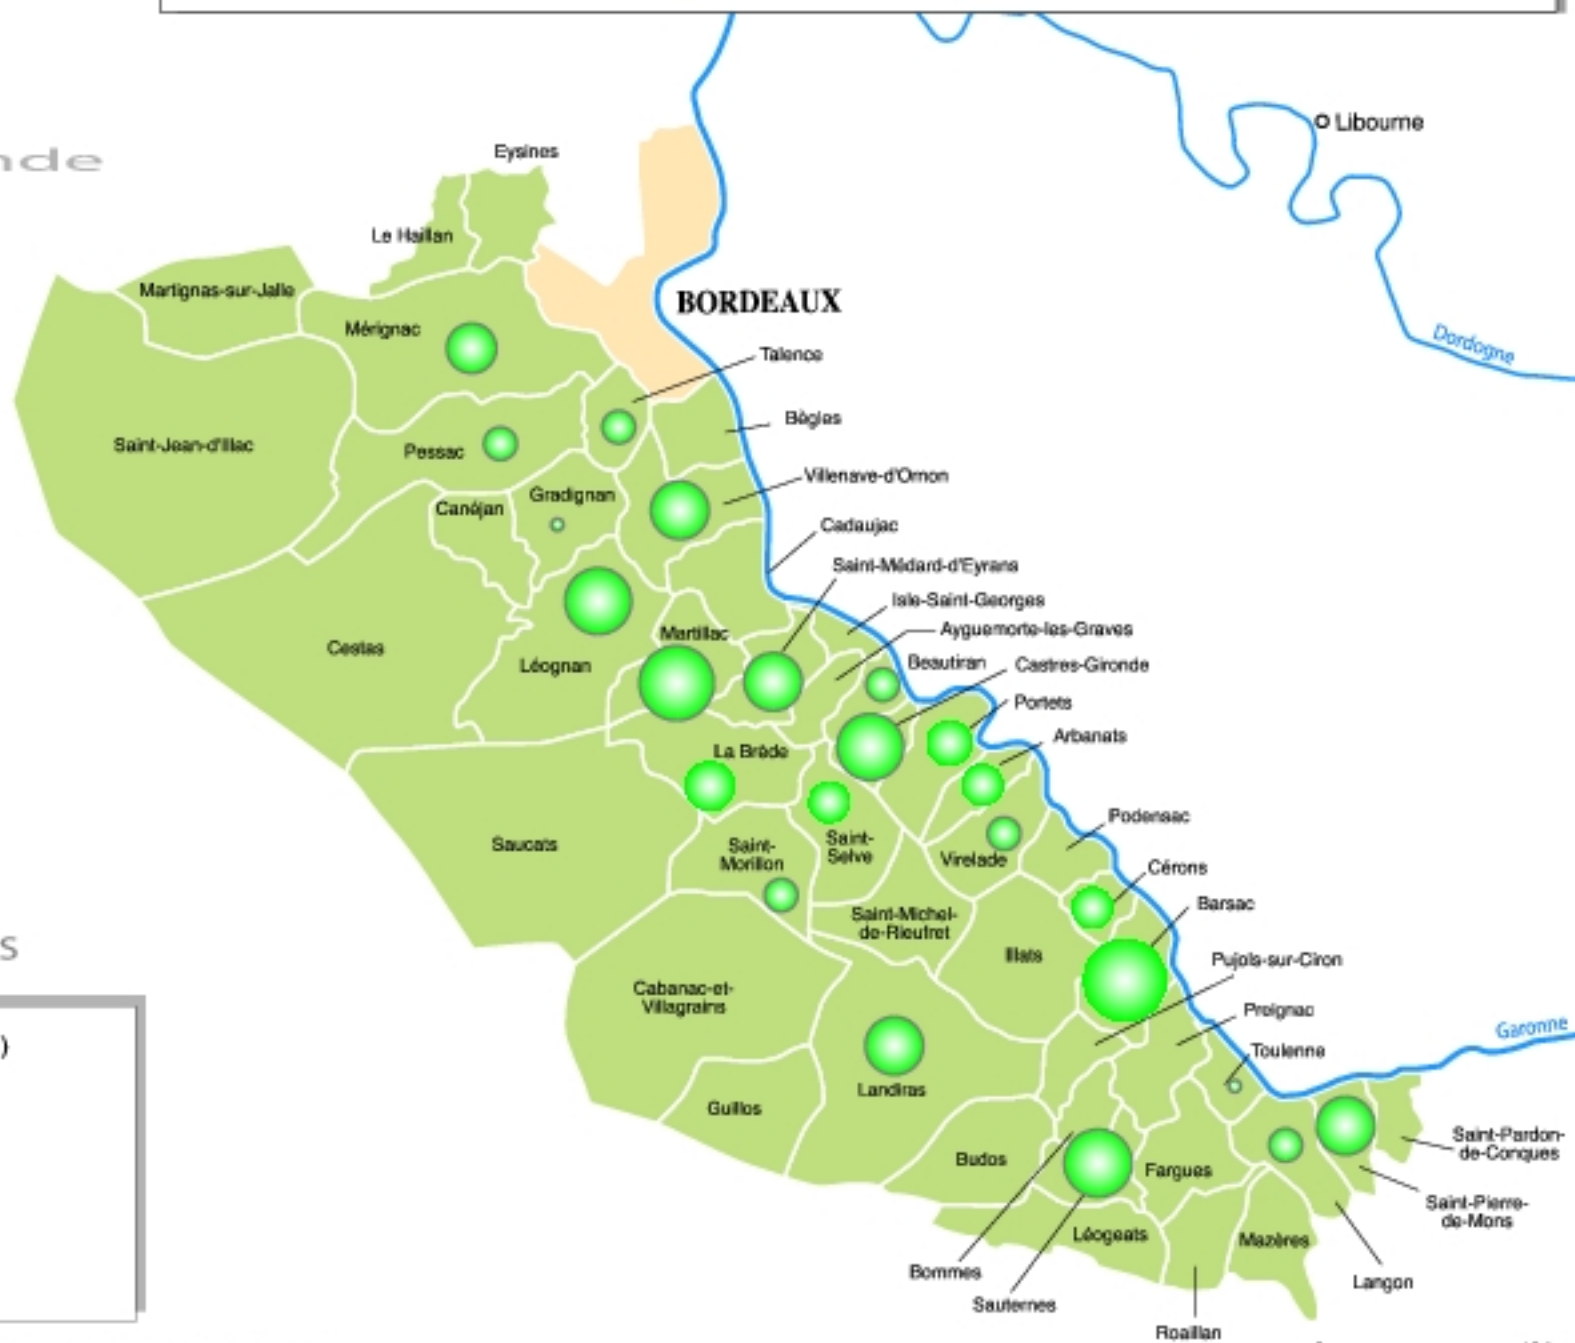 nde
Eysines
Libourne
Le Haillan
Martignas-sur-Jalle
BORDEAUX
Mérignac
Dordogne
Talence
Bègles
Saint-Jean-d'Illac
Pessac
Villenave-d'Ornon
Gradignan
Canéjan
Cadaujac
Saint-Médard-d'Eyrans
Isle-Saint-Georges
Ayguemorte-les-Graves
Martillac
Cestas
Léognan
Beautiran
Castres-Gironde
Portets
Arbanats
La Brède
Podensac
Saucats
Saint-
Morillon
Saint-
Selve
Virelade
Cérons
Barsac
Saint-Michel-
de-Rieufret
s
Illats
Pujols-sur-Ciron
Cabanac-et-
Villagrains
Preignac
Garonne
)
Toulenne
Landiras
Guillos
Saint-Pardon-
de-Conques
Budos
Fargues
Saint-Pierre-
de-Mons
Léogeats
Mazères
Bommes
Langon
Sauternes
Roaillan